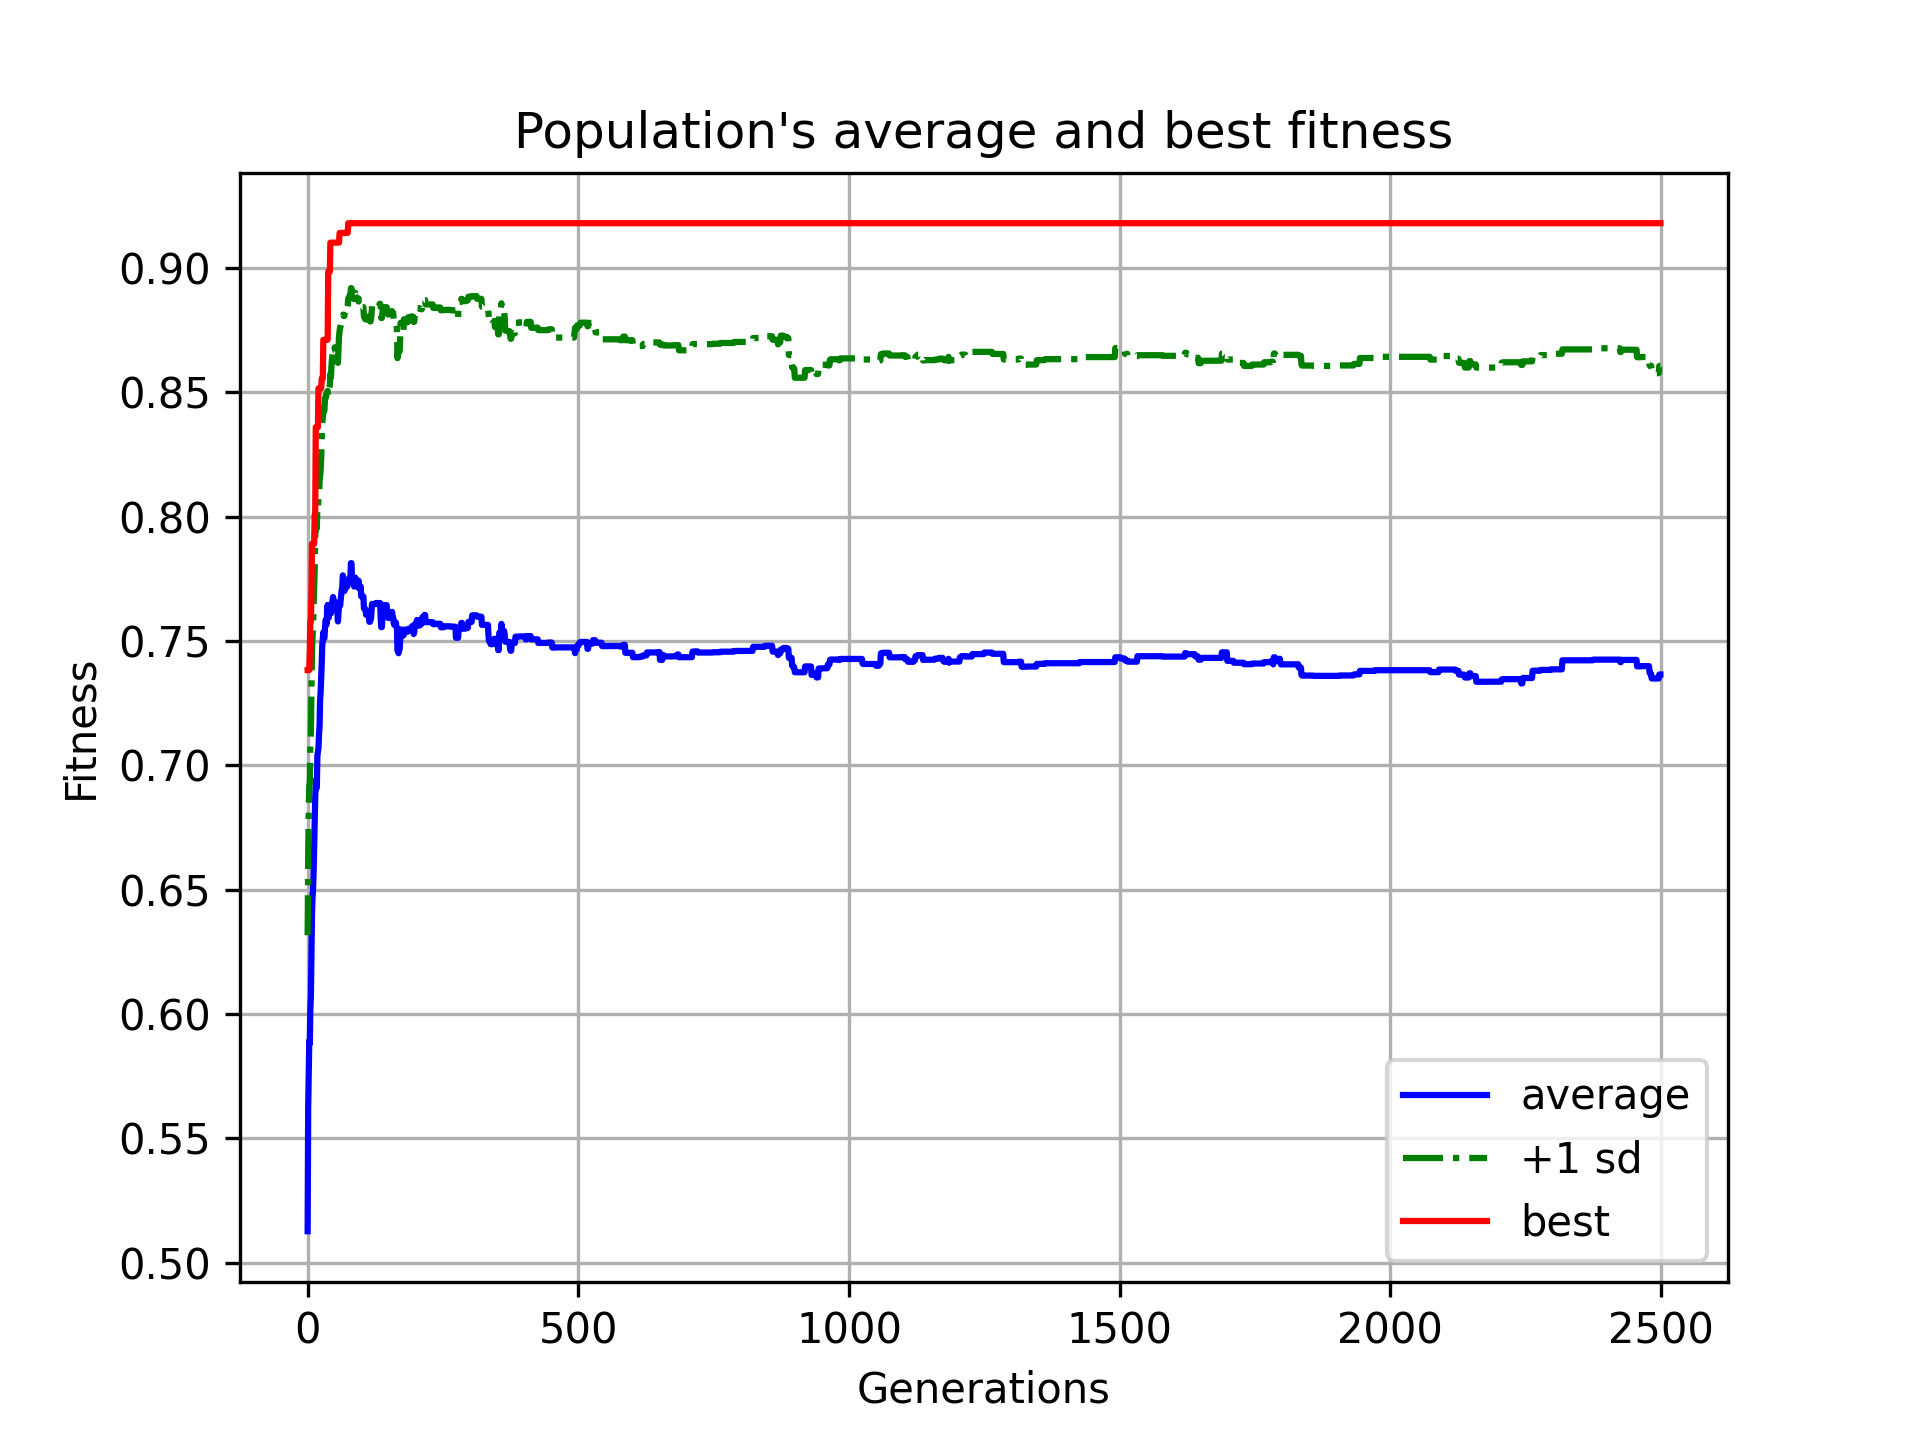 Population's average and best fitness
Fitness
0.90
0.85
0.80
0.75
0.70
0.65
0.60
0.55
0.50
average
+1 sd
best
0 500 1000 1500 2000 2500
Generations